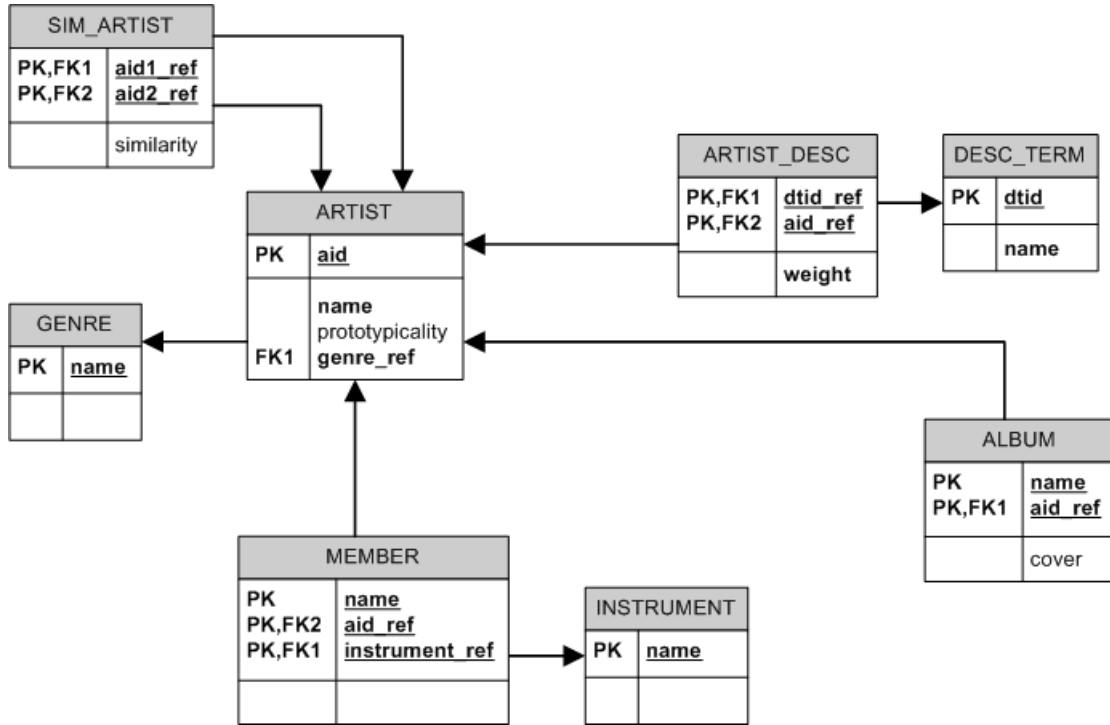 SIM_ARTIST
PK,FK1 aid1_ref
PK,FK2 aid2_ref
similarity
ARTIST
PK aid
name
prototypicality
FK1 genre_ref
ARTIST_DESC
PK,FK1 dtid_ref
PK,FK2 aid_ref
weight
DESC_TERM
PK dtid
name
GENRE
PK name
ALBUM
PK name
PK,FK1 aid_ref
cover
MEMBER
PK name
PK,FK2 aid_ref
PK,FK1 instrument_ref
INSTRUMENT
PK name